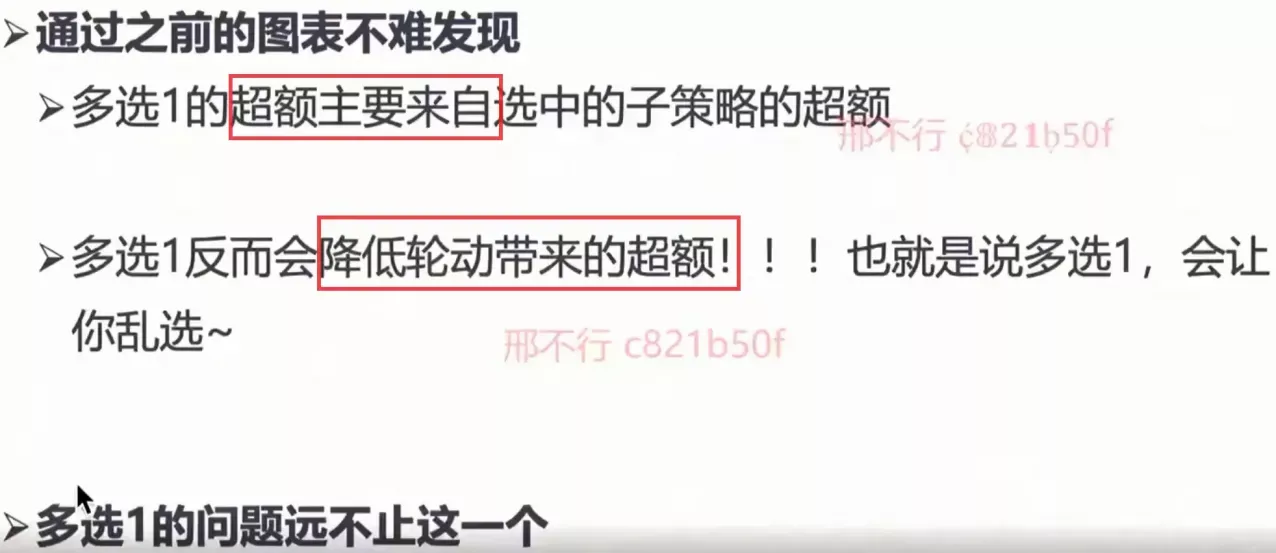 ➢通过之前的图表不难发现
➢多选1的超额主要来自选中的子策略的超额
邢不行 c821b50f
➢多选1反而会降低轮动带来的超额！！！也就是说多选1，会让
你乱选~
邢不行 c821b50f
➢多选1的问题远不止这一个